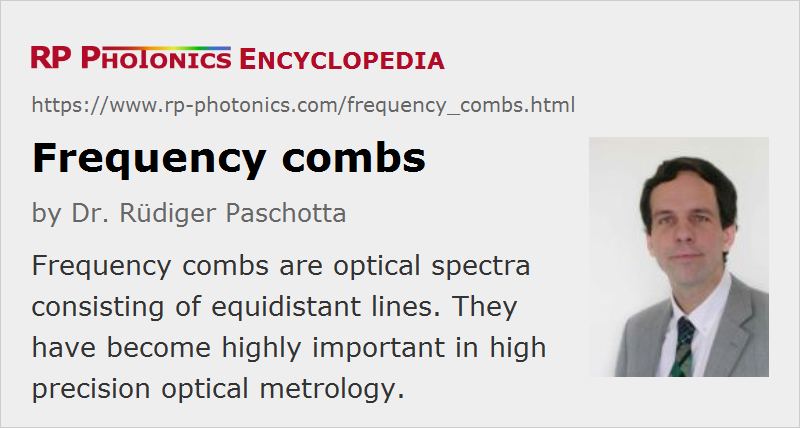 RP PHOTONICS ENCYCLOPEDIA
https://www.rp-photonics.com/frequency_combs.html
Frequency combs
by Dr. Rüdiger Paschotta
Frequency combs are optical spectra
consisting of equidistant lines. They
have become highly important in high
precision optical metrology.